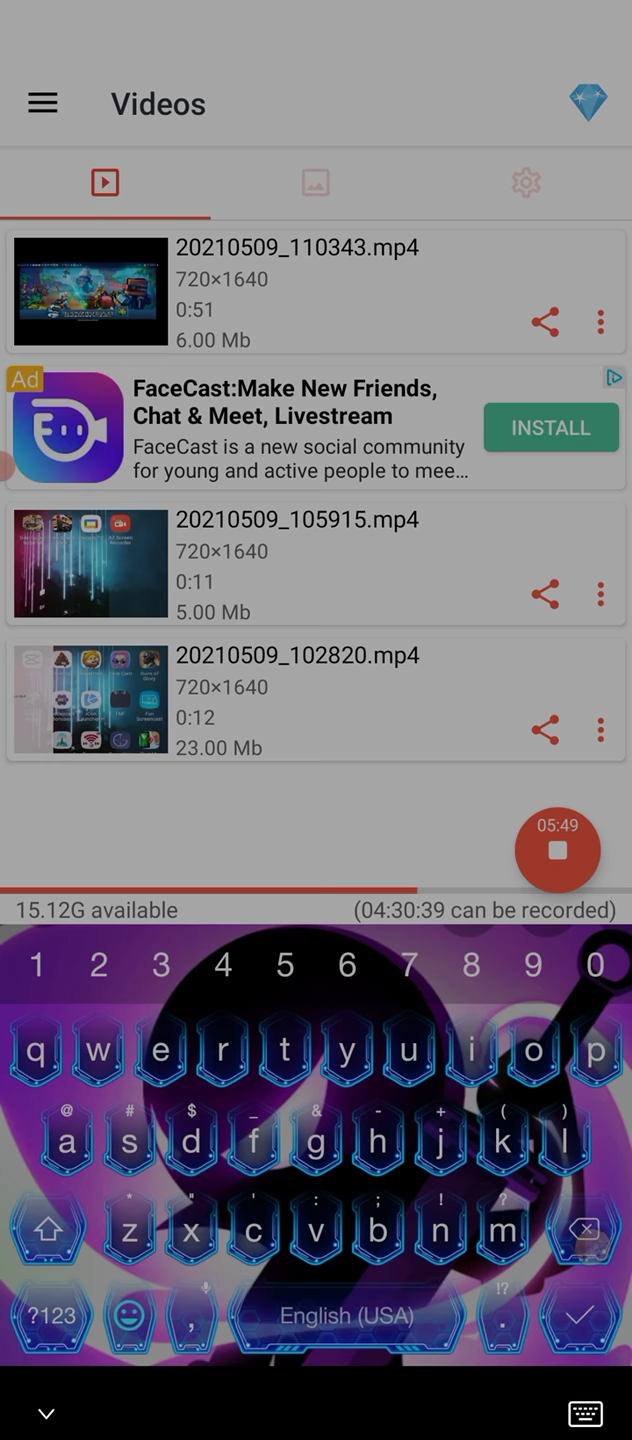 Videos
20210509_110343.mp4
720×1640
0:51
6.00 Mb
Ad
FaceCast:Make New Friends,
Chat & Meet, Livestream
FaceCast is a new social community
for young and active people to mee…
INSTALL
20210509_105915.mp4
720×1640
0:11
5.00 Mb
20210509_102820.mp4
720×1640
0:12
23.00 Mb
05:49
15.12G available (04:30:39 can be recorded)
1 2 3 4 5 6 7 8 9 0
q w e r t y u i o p
@ # $ _ & - + ( )
a s d f g h j k l
* " ' : ; ! ?
z x c v b n m
!?
?123 , English (USA) .